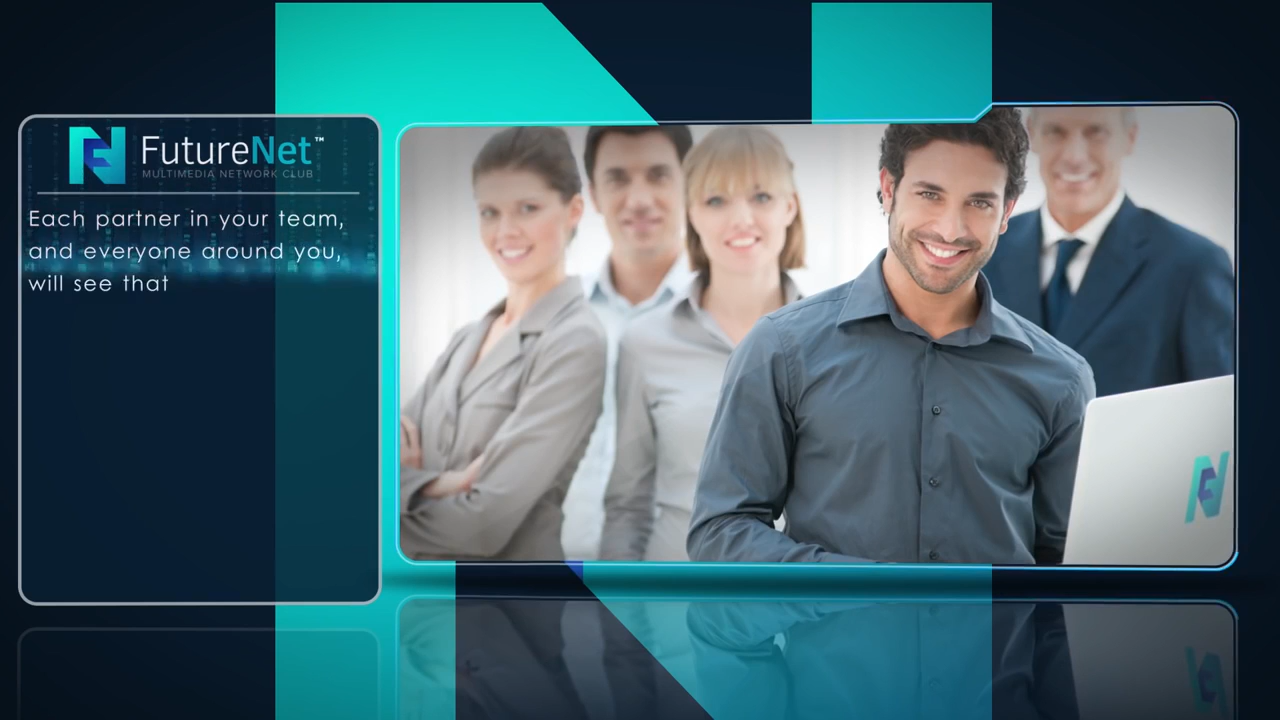 FutureNet™
MULTIMEDIA NETWORK CLUB
Each partner in your team,
and everyone around you,
will see that